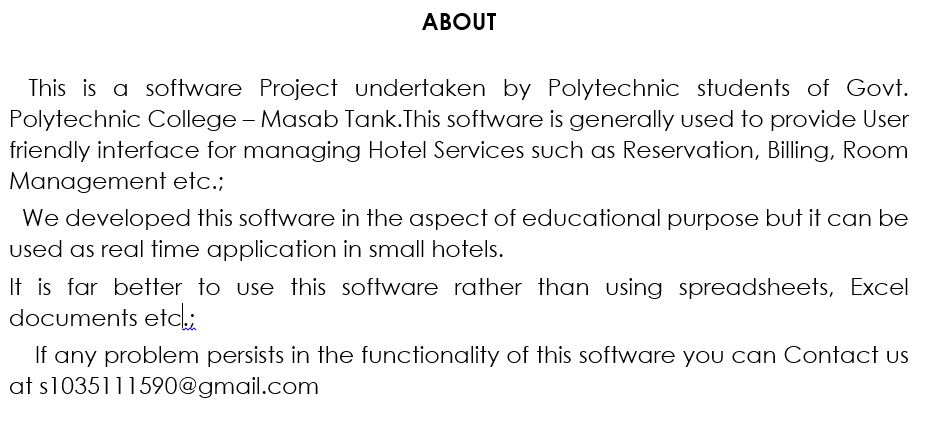 ABOUT
This is a software Project undertaken by Polytechnic students of Govt.
Polytechnic College – Masab Tank.This software is generally used to provide User
friendly interface for managing Hotel Services such as Reservation, Billing, Room
Management etc.;
We developed this software in the aspect of educational purpose but it can be
used as real time application in small hotels.
It is far better to use this software rather than using spreadsheets, Excel
documents etc.;
If any problem persists in the functionality of this software you can Contact us
at s1035111590@gmail.com